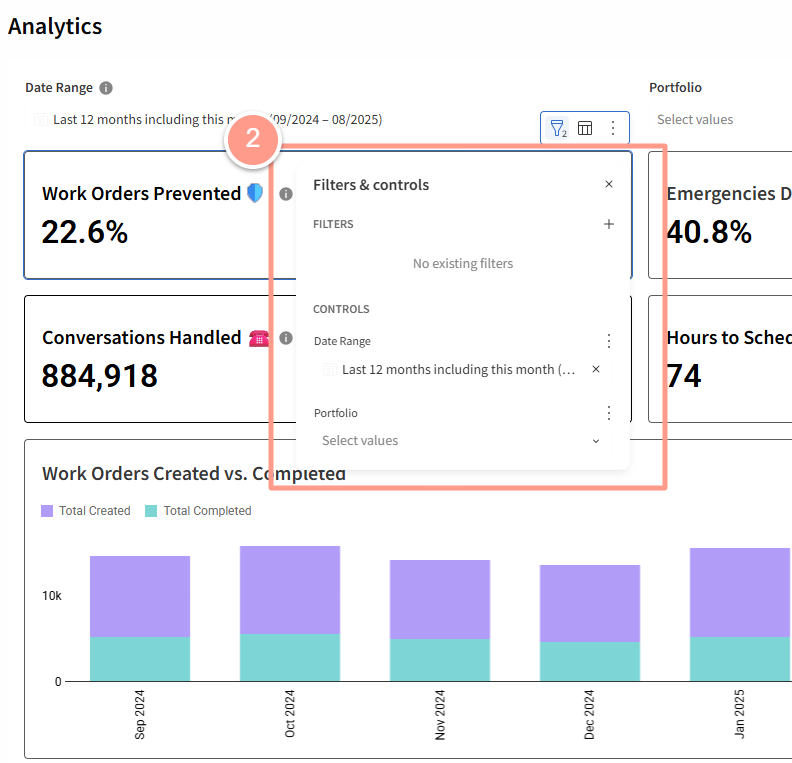 Analytics
Date Range
Portfolio
Last 12 months including this m (09/2024 – 08/2025)
Select values
2
2
Work Orders Prevented
22.6%
Filters & controls
FILTERS
No existing filters
Emergencies D
40.8%
Conversations Handled
884,918
CONTROLS
Date Range
Last 12 months including this month (...
Portfolio
Select values
Hours to Sched
74
Work Orders Created vs. Completed
Total Created
Total Completed
10k
0
Sep 2024
Oct 2024
Nov 2024
Dec 2024
Jan 2025